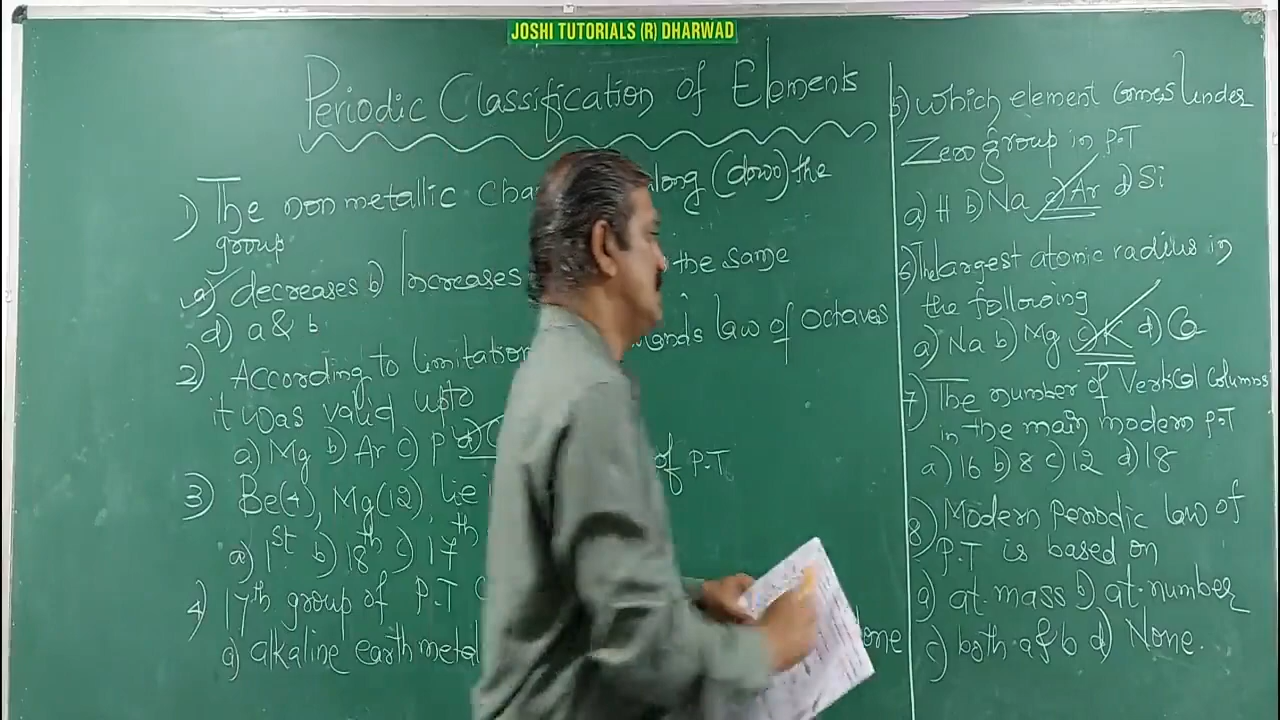 JOSHI TUTORIALS (R) DHARWAD
Periodic Classification of Elements
1) The non metallic along (down) the
group
a) decreases b) Increases the same
d) a & b
2) According to limitation law of Octaves
it was valid upto
a) Mg b) Ar c) P d)
3) Be(4), Mg(12), lie of P.T
a) 1st b) 18th c) 17th
4) 17th group of P.T
a) alkaline earth metal
5) which element comes Under
Zero group in P.T
a) H b) Na c) Ar d) Si
6) The largest atomic radius in
the following
a) Na b) Mg c) K d) Ca
7) The number of Vertical Columns
in the main modern P.T
a) 16 b) 8 c) 12 d) 18
8) Modern Periodic law of
P.T is based on
a) at. mass b) at. number
c) both a & b d) None.